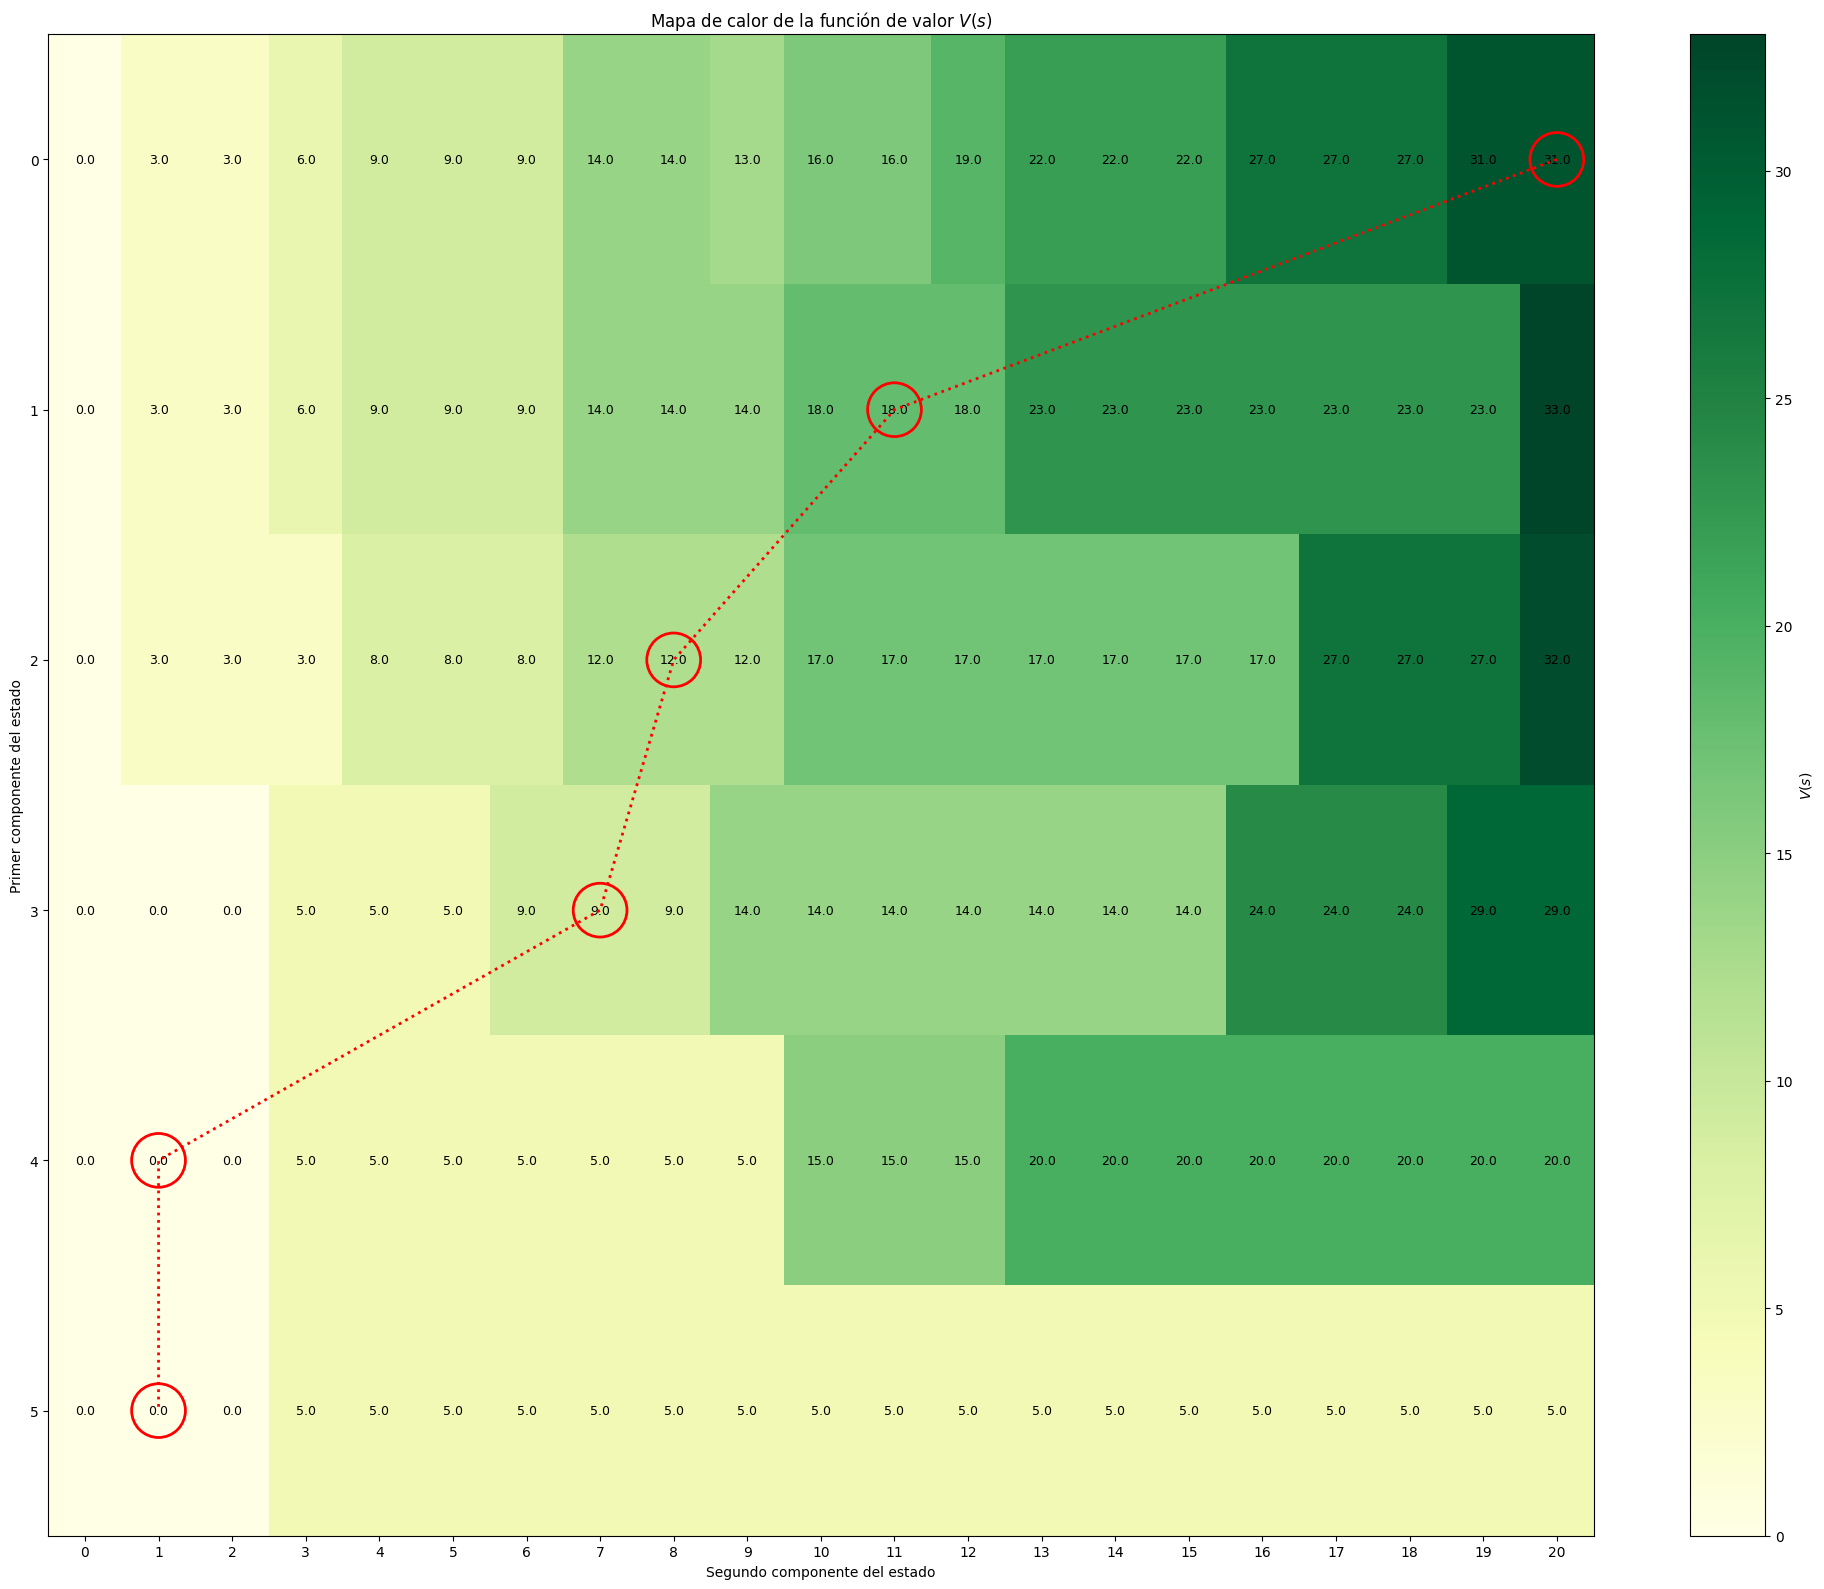 Mapa de calor de la función de valor V(s)
0 0.0 3.0 3.0 6.0 9.0 9.0 9.0 14.0 14.0 13.0 16.0 16.0 19.0 22.0 22.0 22.0 27.0 27.0 27.0 31.0 31.0
1 0.0 3.0 3.0 6.0 9.0 9.0 9.0 14.0 14.0 14.0 18.0 18.0 18.0 23.0 23.0 23.0 23.0 23.0 23.0 23.0 33.0
2 0.0 3.0 3.0 3.0 8.0 8.0 8.0 12.0 12.0 12.0 17.0 17.0 17.0 17.0 17.0 17.0 17.0 27.0 27.0 27.0 32.0
3 0.0 0.0 0.0 5.0 5.0 5.0 9.0 9.0 9.0 14.0 14.0 14.0 14.0 14.0 14.0 14.0 24.0 24.0 24.0 29.0 29.0
4 0.0 0.0 0.0 5.0 5.0 5.0 5.0 5.0 5.0 5.0 15.0 15.0 15.0 20.0 20.0 20.0 20.0 20.0 20.0 20.0 20.0
5 0.0 0.0 0.0 5.0 5.0 5.0 5.0 5.0 5.0 5.0 5.0 5.0 5.0 5.0 5.0 5.0 5.0 5.0 5.0 5.0 5.0
0 1 2 3 4 5 6 7 8 9 10 11 12 13 14 15 16 17 18 19 20
Segundo componente del estado
Primer componente del estado
30
25
20
15
10
5
0
V(s)